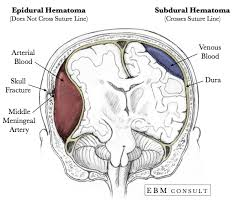 Epidural Hematoma
(Does Not Cross Suture Line)
Subdural Hematoma
(Crosses Suture Line)
Arterial
Blood
Skull
Fracture
Middle
Meningeal
Artery
Venous
Blood
Dura
EBM CONSULT